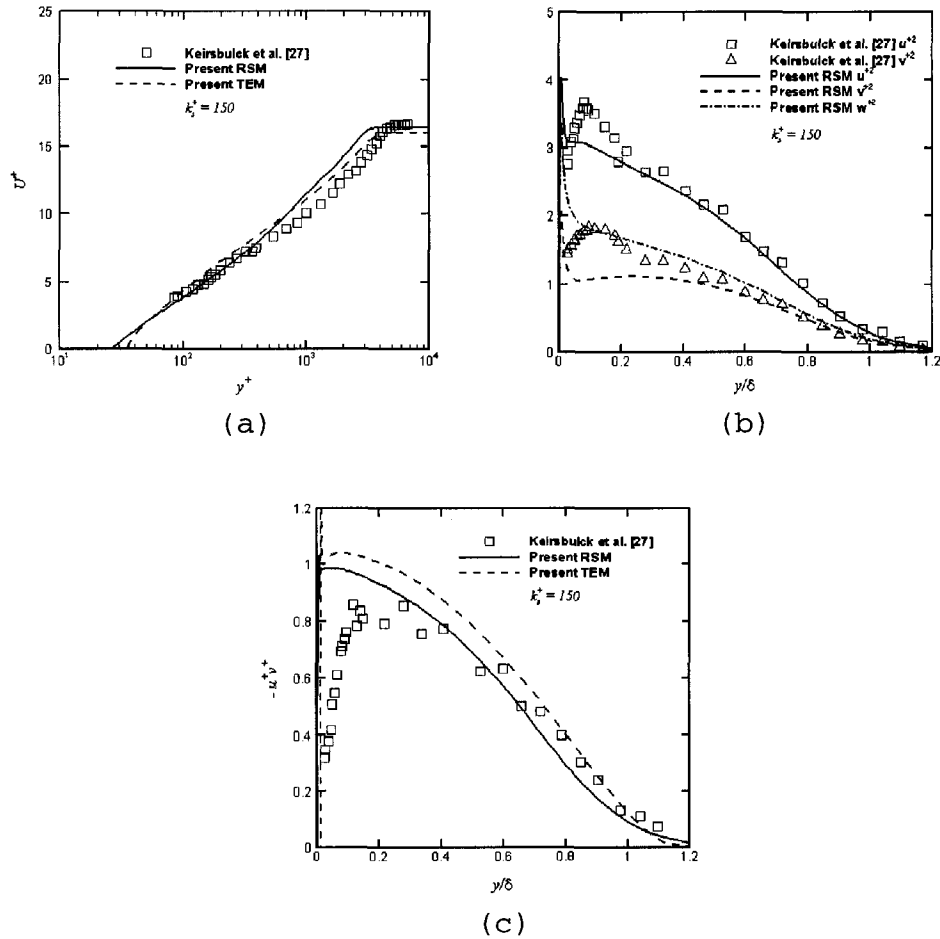 25
20
15
10
5
0
U⁺
10¹
10²
10³
10⁴
y⁺
Keirsbulck et al. [27]
Present RSM
Present TEM
kₛ⁺ = 150
(a)
5
4
3
2
1
0
0
0.2
0.4
0.6
0.8
1
1.2
y/δ
Keirsbulck et al. [27] u⁺²
Keirsbulck et al. [27] v⁺²
Present RSM u⁺²
Present RSM v⁺²
Present RSM w⁺²
kₛ⁺ = 150
(b)
1.2
1
0.8
0.6
0.4
0.2
0
-u⁺v⁺
0
0.2
0.4
0.6
0.8
1
1.2
y/δ
Keirsbulck et al. [27]
Present RSM
Present TEM
kₛ⁺ = 150
(c)